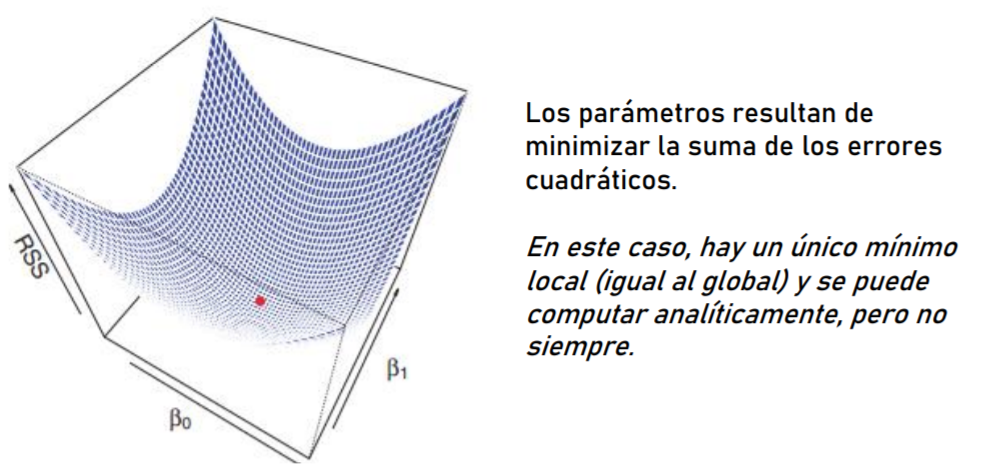 RSS
β0
β1
Los parámetros resultan de
minimizar la suma de los errores
cuadráticos.
En este caso, hay un único mínimo
local (igual al global) y se puede
computar analíticamente, pero no
siempre.